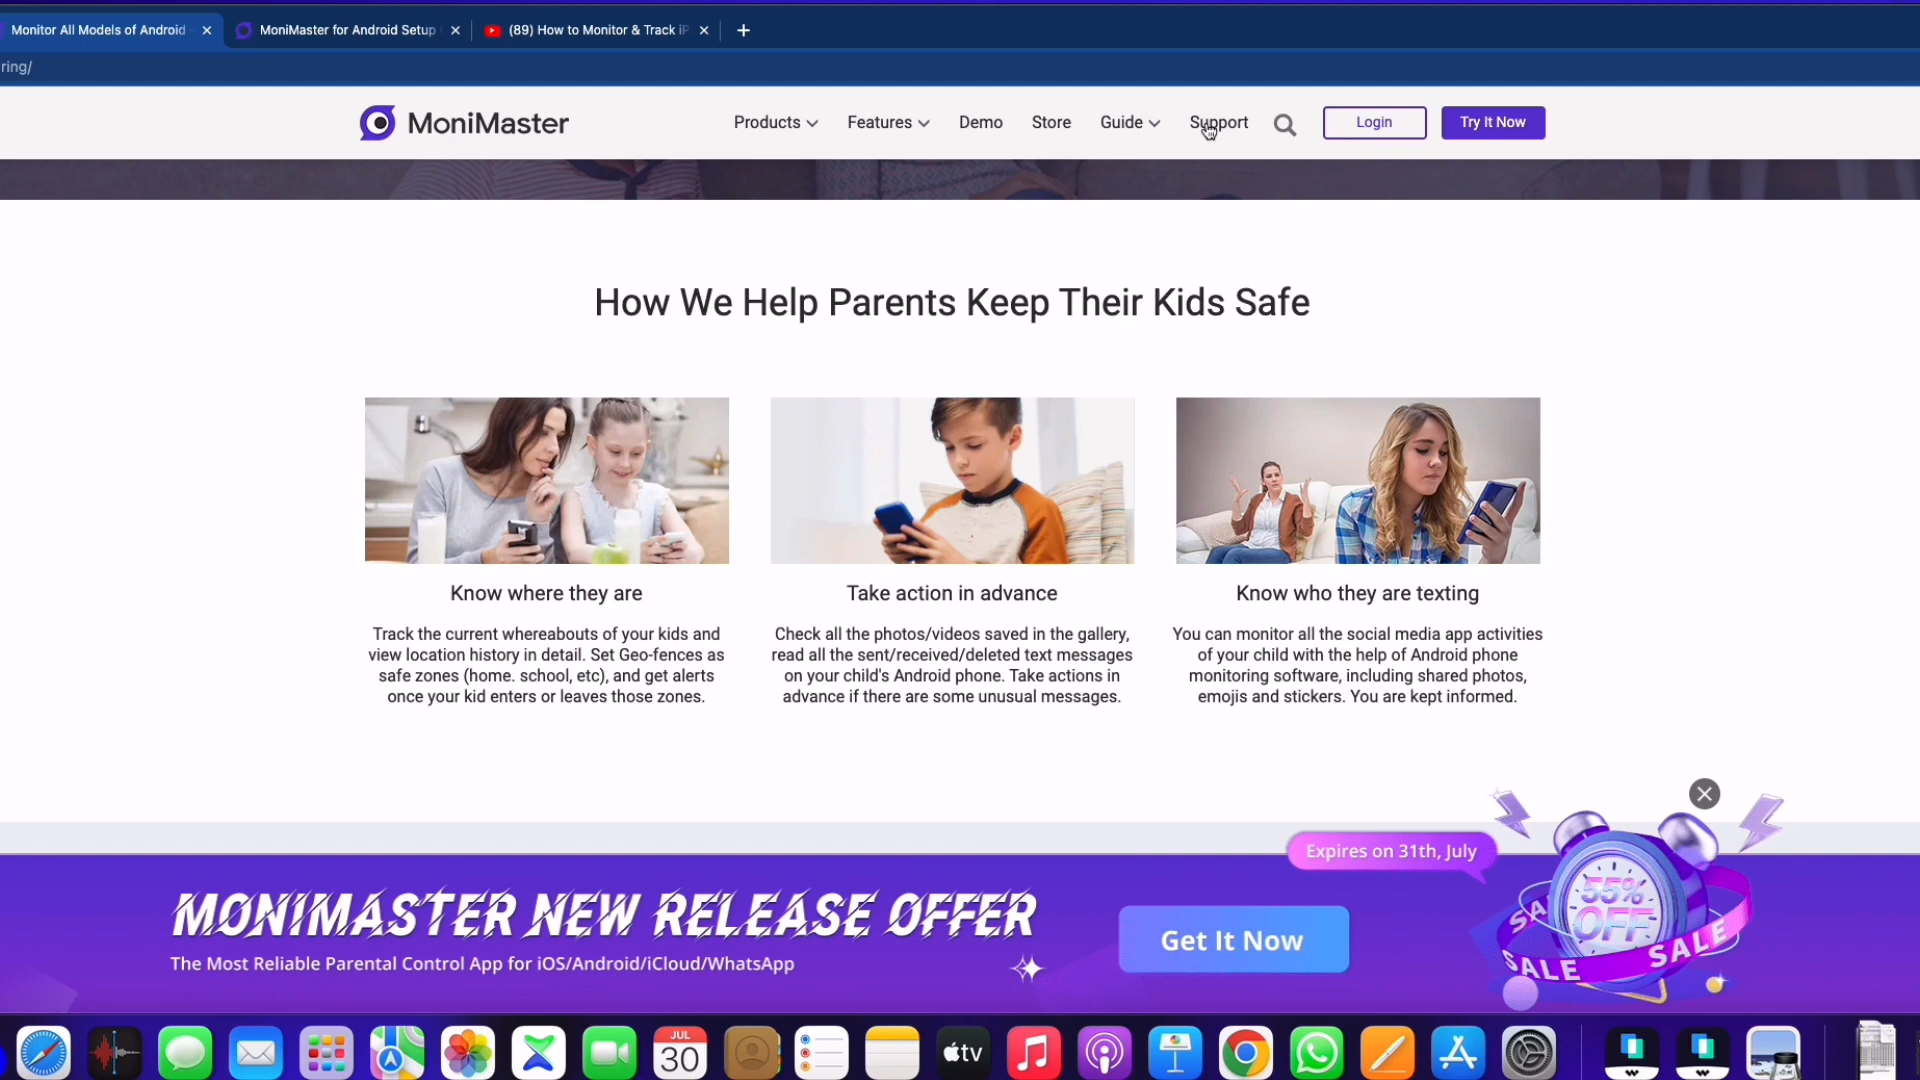 Monitor All Models of Android
MoniMaster for Android Setup
(89) How to Monitor & Track iP
ring/
MoniMaster
Products
Features
Demo
Store
Guide
Support
Login
Try It Now
How We Help Parents Keep Their Kids Safe
Know where they are
Track the current whereabouts of your kids and
view location history in detail. Set Geo-fences as
safe zones (home. school, etc), and get alerts
once your kid enters or leaves those zones.
Take action in advance
Check all the photos/videos saved in the gallery,
read all the sent/received/deleted text messages
on your child's Android phone. Take actions in
advance if there are some unusual messages.
Know who they are texting
You can monitor all the social media app activities
of your child with the help of Android phone
monitoring software, including shared photos,
emojis and stickers. You are kept informed.
Expires on 31th, July
MONIMASTER NEW RELEASE OFFER
The Most Reliable Parental Control App for iOS/Android/iCloud/WhatsApp
Get It Now
55%
OFF
SALE
SALE
JUL
30
tv